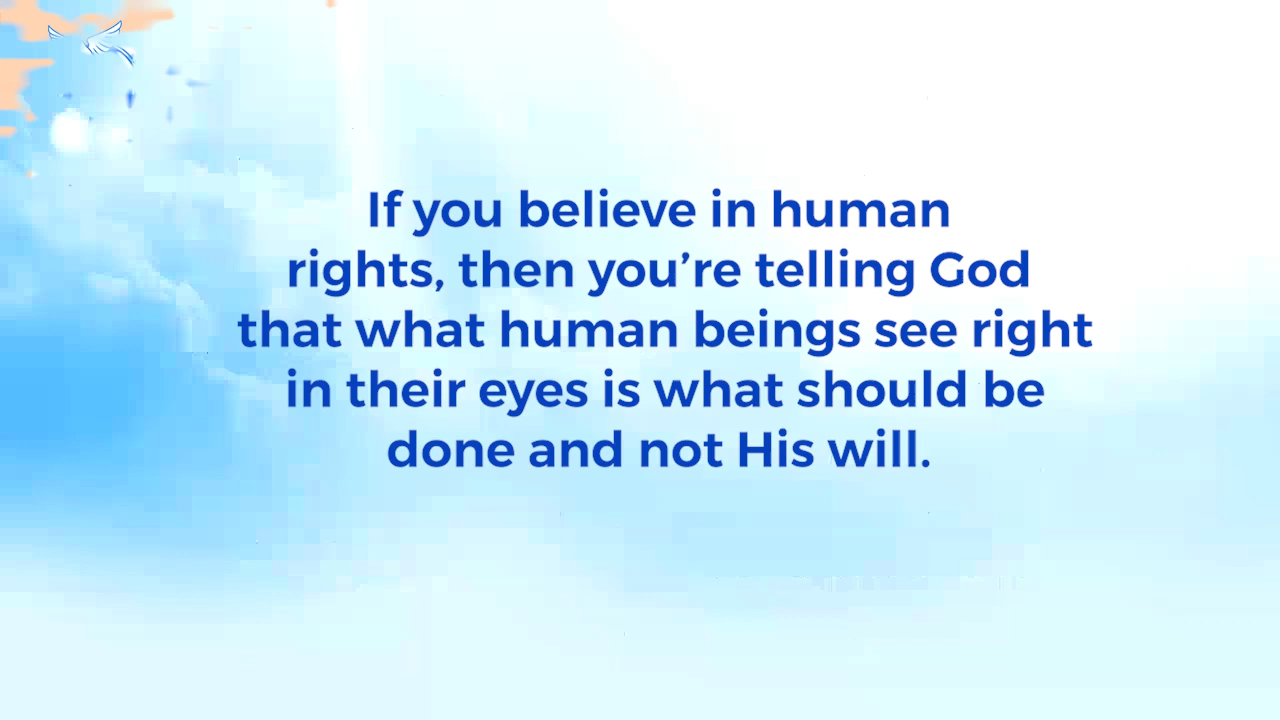 If you believe in human
rights, then you’re telling God
that what human beings see right
in their eyes is what should be
done and not His will.